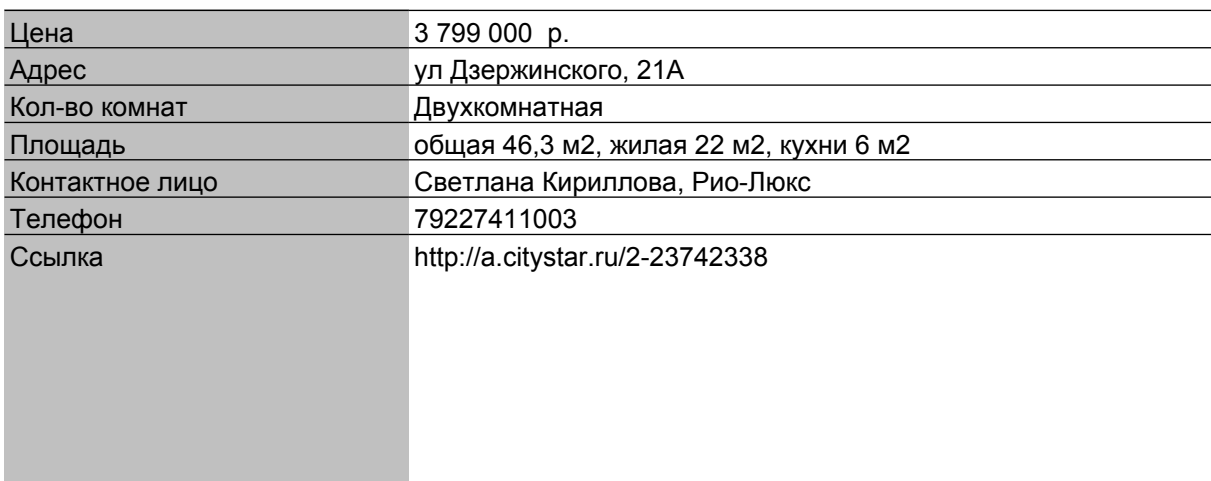 Цена 3 799 000 р.
Адрес ул Дзержинского, 21А
Кол-во комнат Двухкомнатная
Площадь общая 46,3 м2, жилая 22 м2, кухни 6 м2
Контактное лицо Светлана Кириллова, Рио-Люкс
Телефон 79227411003
Ссылка http://a.citystar.ru/2-23742338